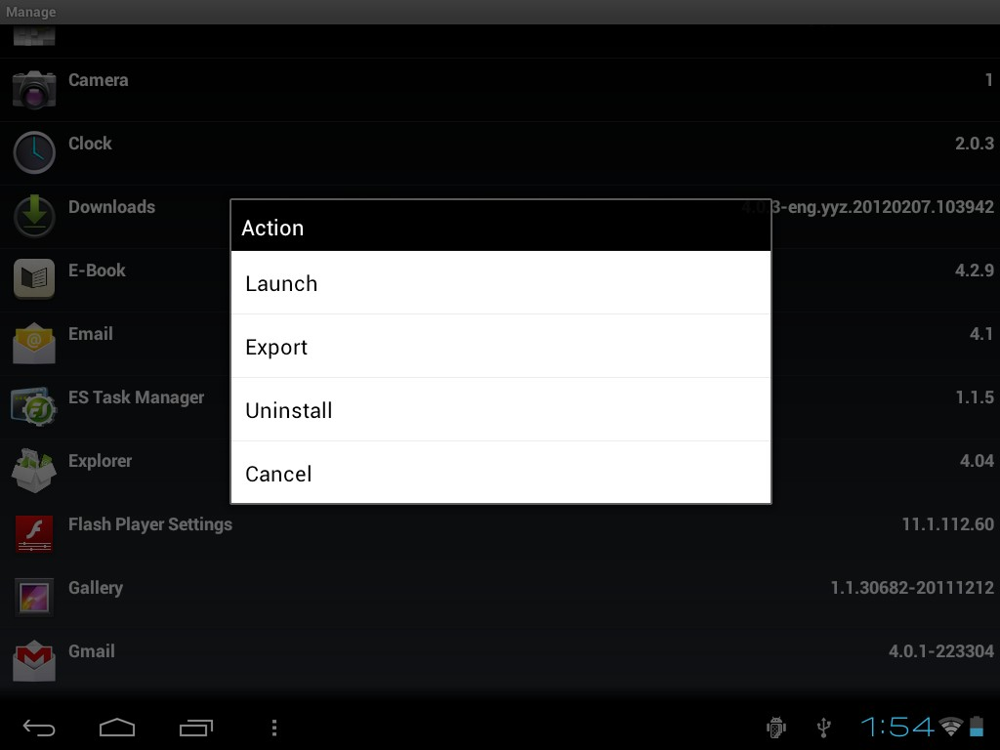 Manage
Camera 1
Clock 2.0.3
Downloads 4.0.3-eng.yyz.20120207.103942
Action
E-Book 4.2.9
Launch
Email 4.1
Export
ES Task Manager 1.1.5
Uninstall
Explorer 4.04
Cancel
Flash Player Settings 11.1.112.60
Gallery 1.1.30682-20111212
Gmail 4.0.1-223304
1:54